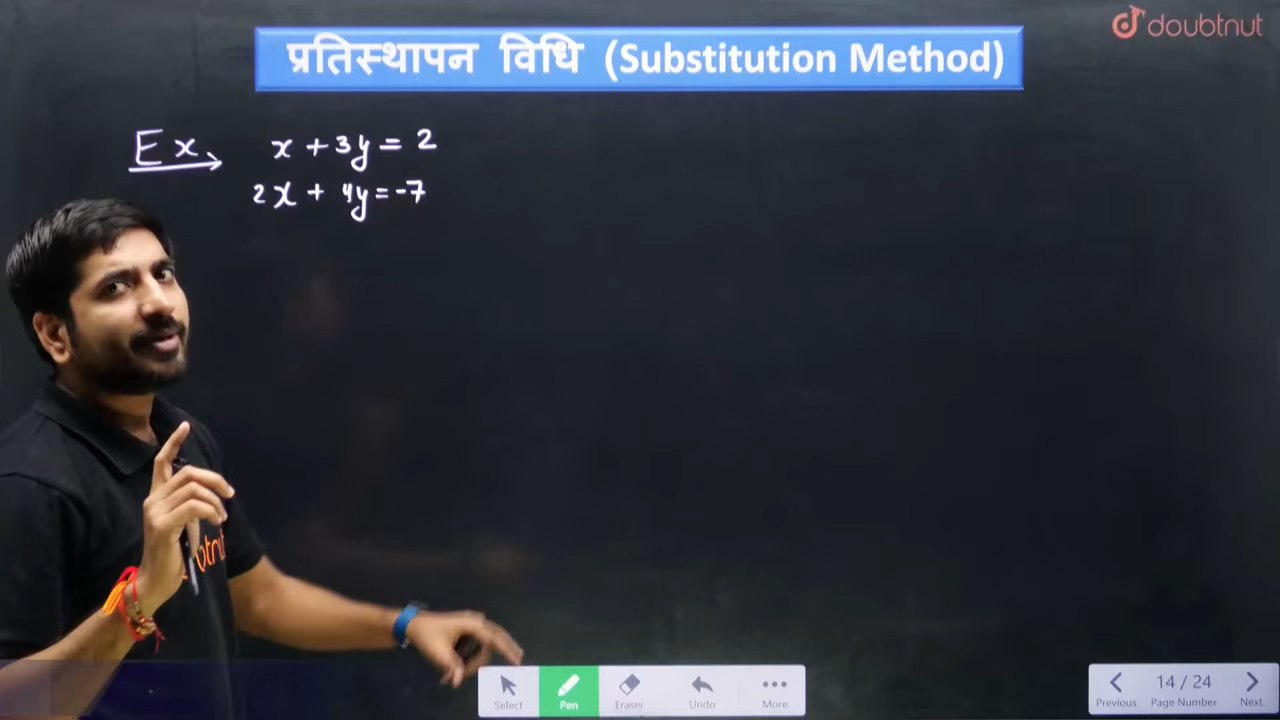 doubtnut
प्रतिस्थापन विधि (Substitution Method)
Ex x + 3y = 2
2x + 4y = -7
Select
Pen
Eraser
Undo
More
Previous
14 / 24
Page Number
Next